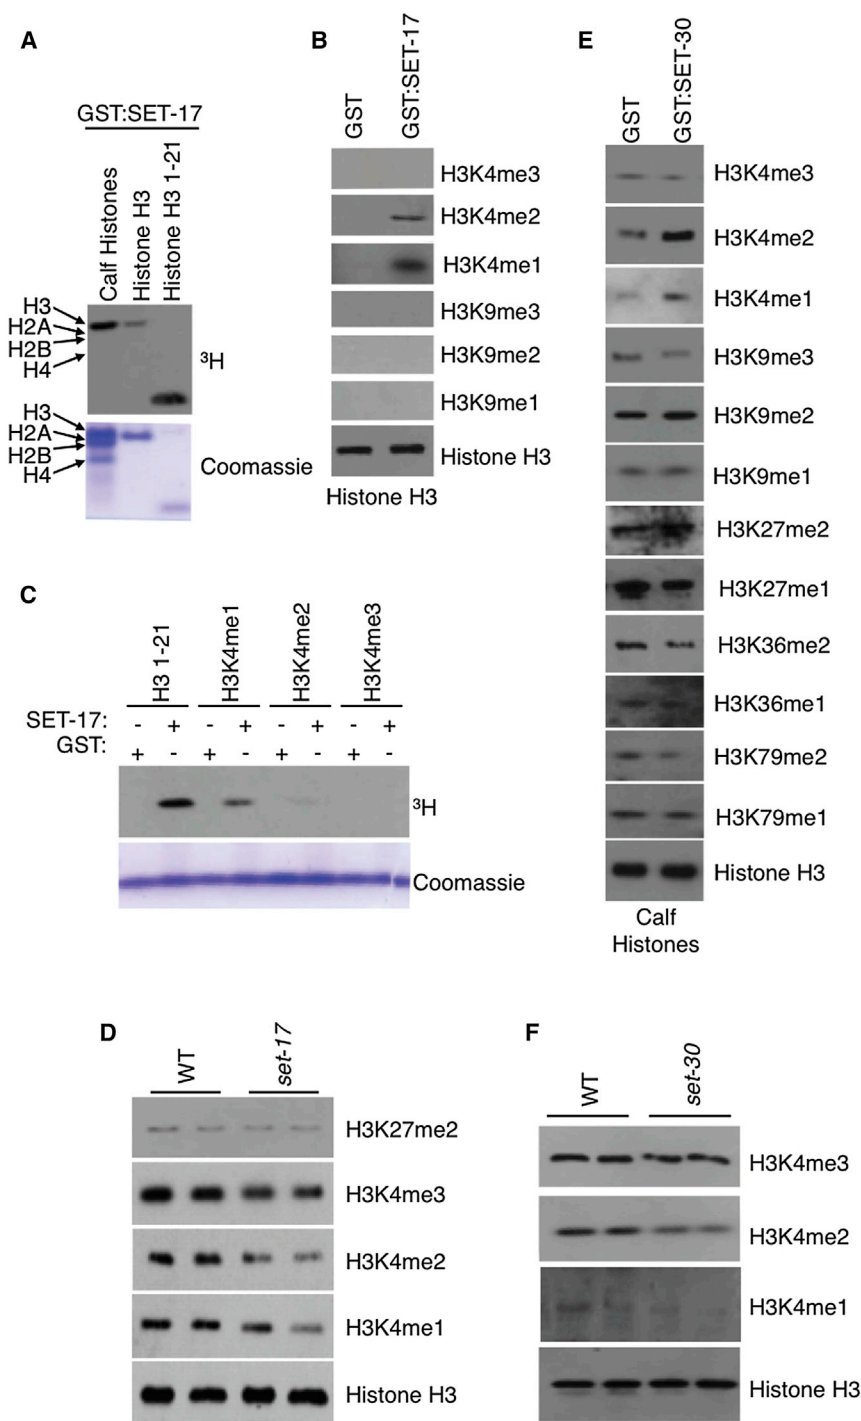 A
GST:SET-17
Calf Histones
Histone H3
Histone H3 1-21
H3
H2A
H2B
H4
³H
H3
H2A
H2B
H4
Coomassie
B
GST
GST:SET-17
H3K4me3
H3K4me2
H3K4me1
H3K9me3
H3K9me2
H3K9me1
Histone H3
Histone H3
E
GST
GST:SET-30
H3K4me3
H3K4me2
H3K4me1
H3K9me3
H3K9me2
H3K9me1
H3K27me2
H3K27me1
H3K36me2
H3K36me1
H3K79me2
H3K79me1
Histone H3
Calf
Histones
C
H3 1-21
H3K4me1
H3K4me2
H3K4me3
SET-17: - + - + - + - +
GST: + - + - + - + -
³H
Coomassie
D
WT
set-17
H3K27me2
H3K4me3
H3K4me2
H3K4me1
Histone H3
F
WT
set-30
H3K4me3
H3K4me2
H3K4me1
Histone H3